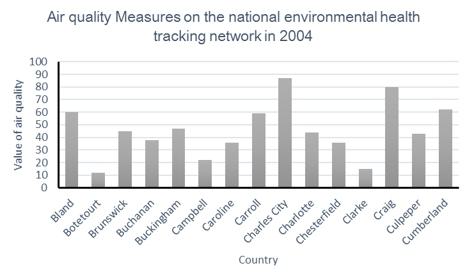 Air quality Measures on the national environmental health
tracking network in 2004
Value of air quality
100
90
80
70
60
50
40
30
20
10
0
Bland
Botetourt
Brunswick
Buchanan
Buckingham
Campbell
Caroline
Carroll
Charles City
Charlotte
Chesterfield
Clarke
Craig
Culpeper
Cumberland
Country